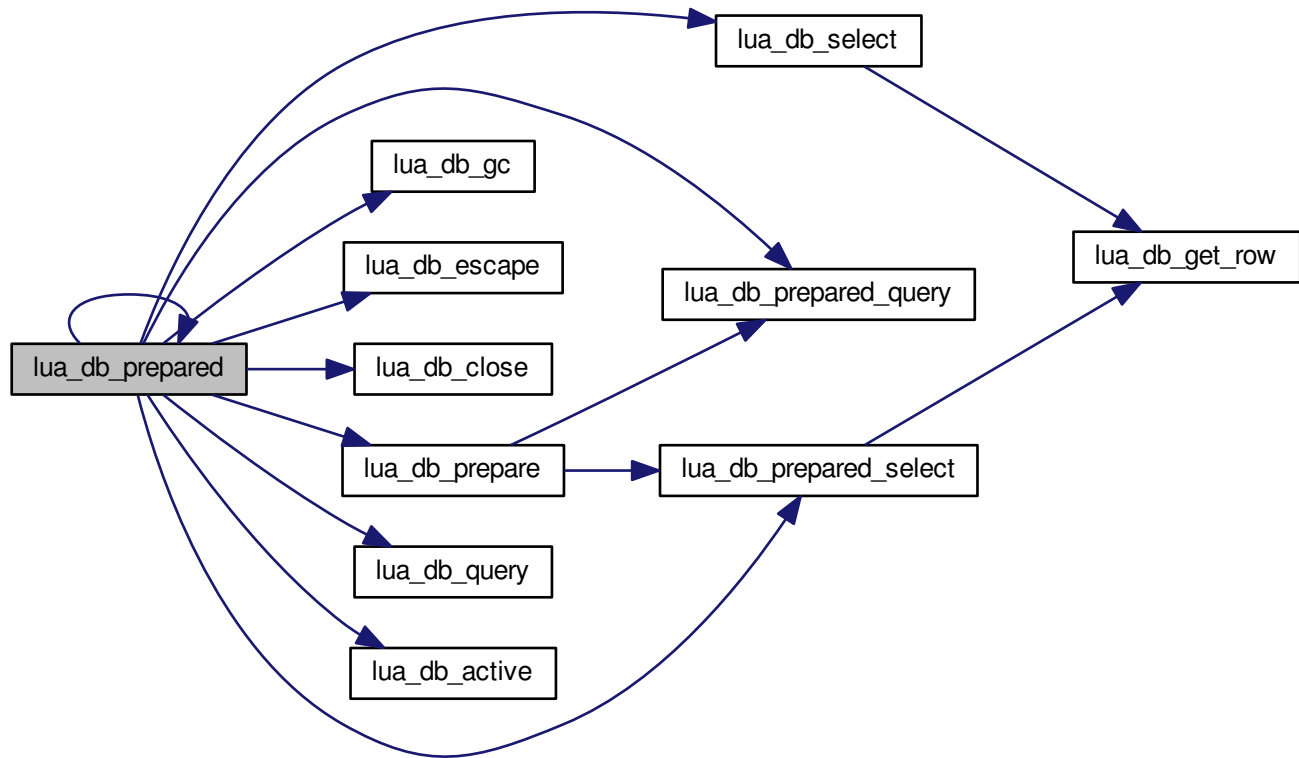 lua_db_select
lua_db_gc
lua_db_get_row
lua_db_escape
lua_db_prepared_query
lua_db_prepared
lua_db_close
lua_db_prepare
lua_db_prepared_select
lua_db_query
lua_db_active